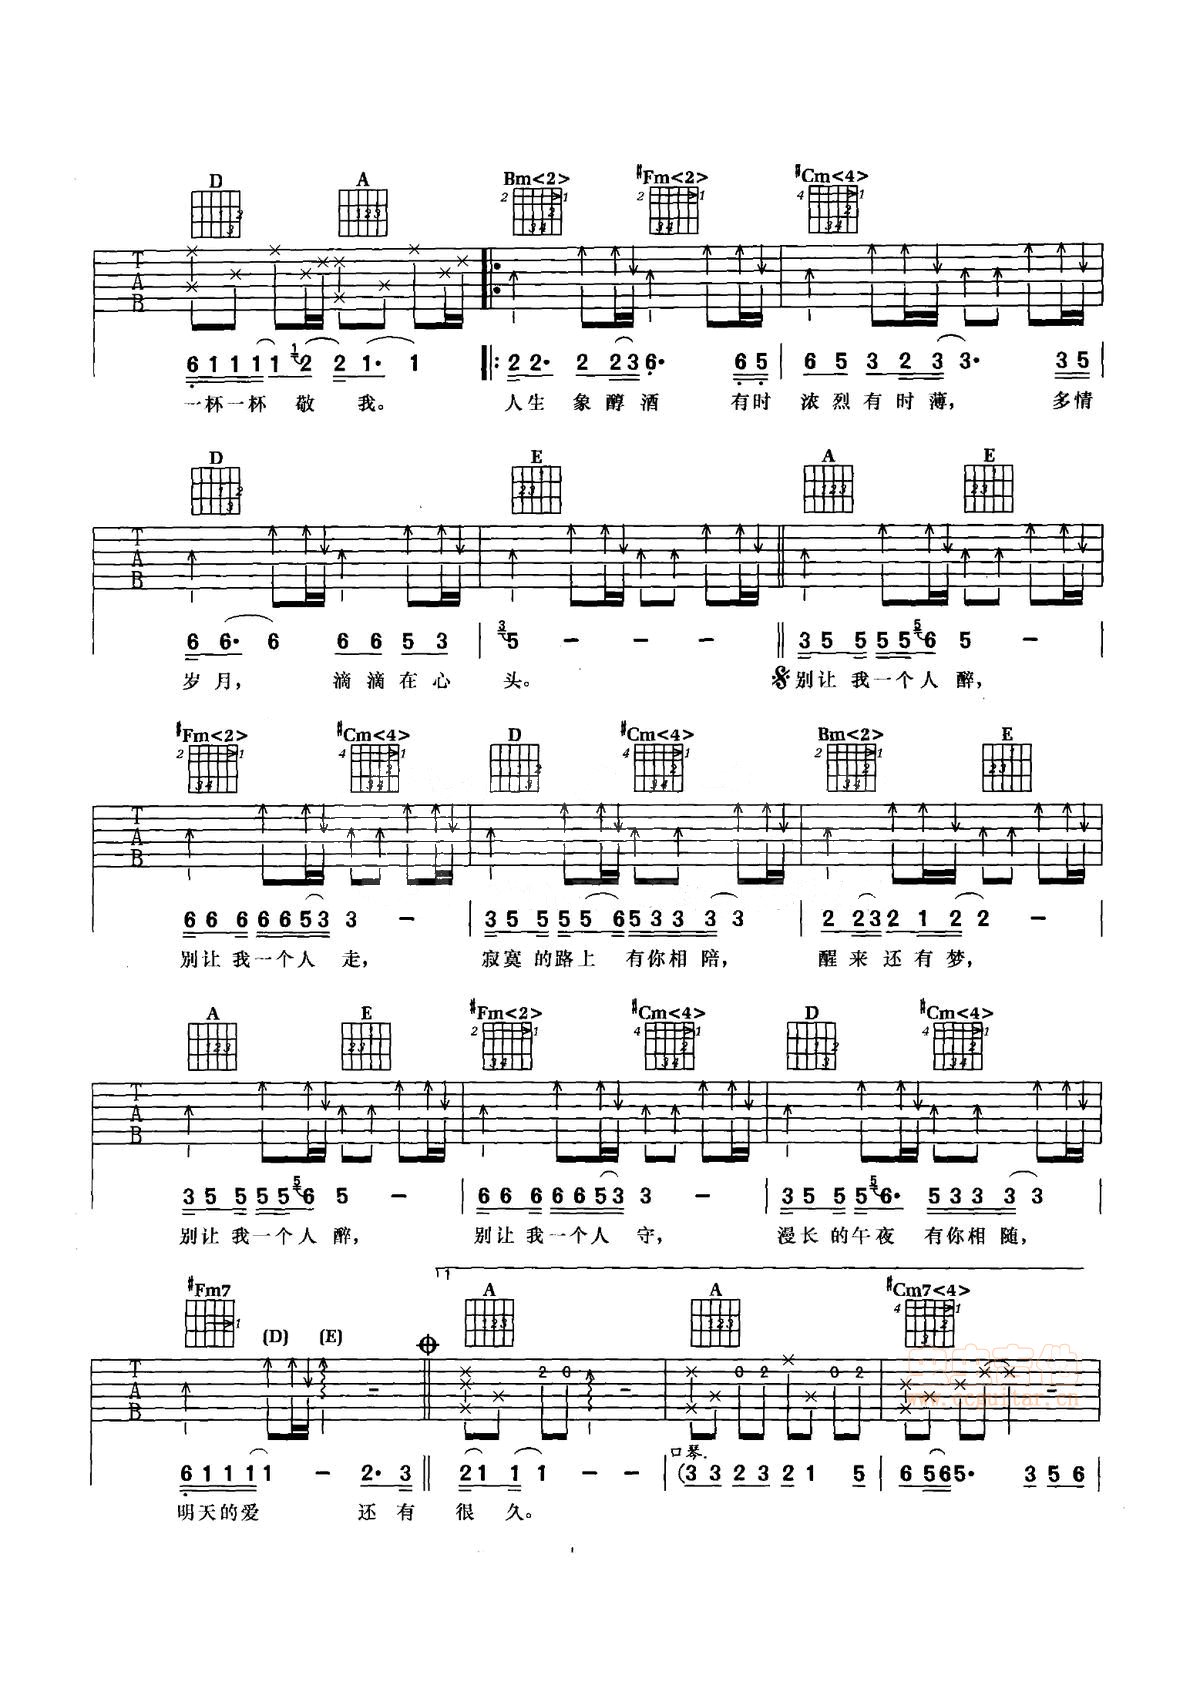 D A Bm<2> #Fm<2> #Cm<4>
6 1 1 1 1 2 2 1· 1 ‖: 2 2· 2 2 3 6· 6 5 | 6 5 3 2 3 3· 3 5 |
一杯一杯 敬 我。 人生 象醇酒 有时 浓烈有时薄, 多情
D E A E
6 6· 6 6 6 5 3 | 5 – – – ‖ 3 5 5 5 5 6 5 – |
岁月, 滴滴在心 头。 别让 我一个人 醉,
#Fm<2> #Cm<4> D #Cm<4> Bm<2> E
6 6 6 6 6 5 3 3 – | 3 5 5 5 5 6 5 3 3 3 3 | 2 2 3 2 1 2 2 – |
别让 我一个人 走, 寂寞 的路上 有你相 陪, 醒来还有梦,
A E #Fm<2> #Cm<4> D #Cm<4>
3 5 5 5 5 6 5 – | 6 6 6 6 6 5 3 3 – | 3 5 5 5 6· 5 3 3 3 3 |
别让 我一个人 醉, 别让 我一个人 守, 漫长 的午夜 有你相 随,
1
#Fm7 (D) (E) A A #Cm7<4>
www.ccguitar.cn
口琴.
6 1 1 1 1 – 2· 3 ‖ 2 1 1 1 – – | (3 3 2 3 2 1 5 | 6 5 6 5· 3 5 6 |
明天的爱 还有 很 久。